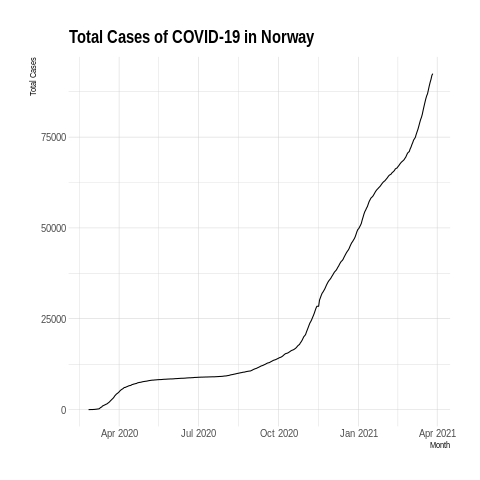 Total Cases of COVID-19 in Norway
Total Cases
75000
50000
25000
0
Apr 2020 Jul 2020 Oct 2020 Jan 2021 Apr 2021
Month